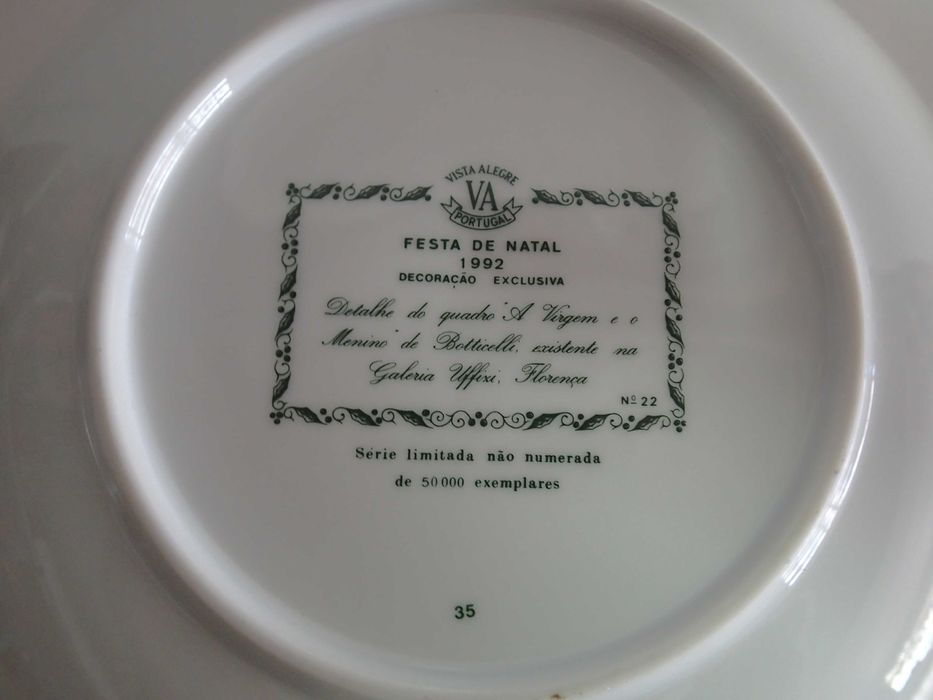 VISTA ALEGRE
VA
PORTUGAL
FESTA DE NATAL
1992
DECORAÇÃO EXCLUSIVA
Detalhe do quadro "A Virgem e o
Menino" de Botticelli, existente na
Galeria Uffizi, Florença
Nº 22
Série limitada não numerada
de 50000 exemplares
35